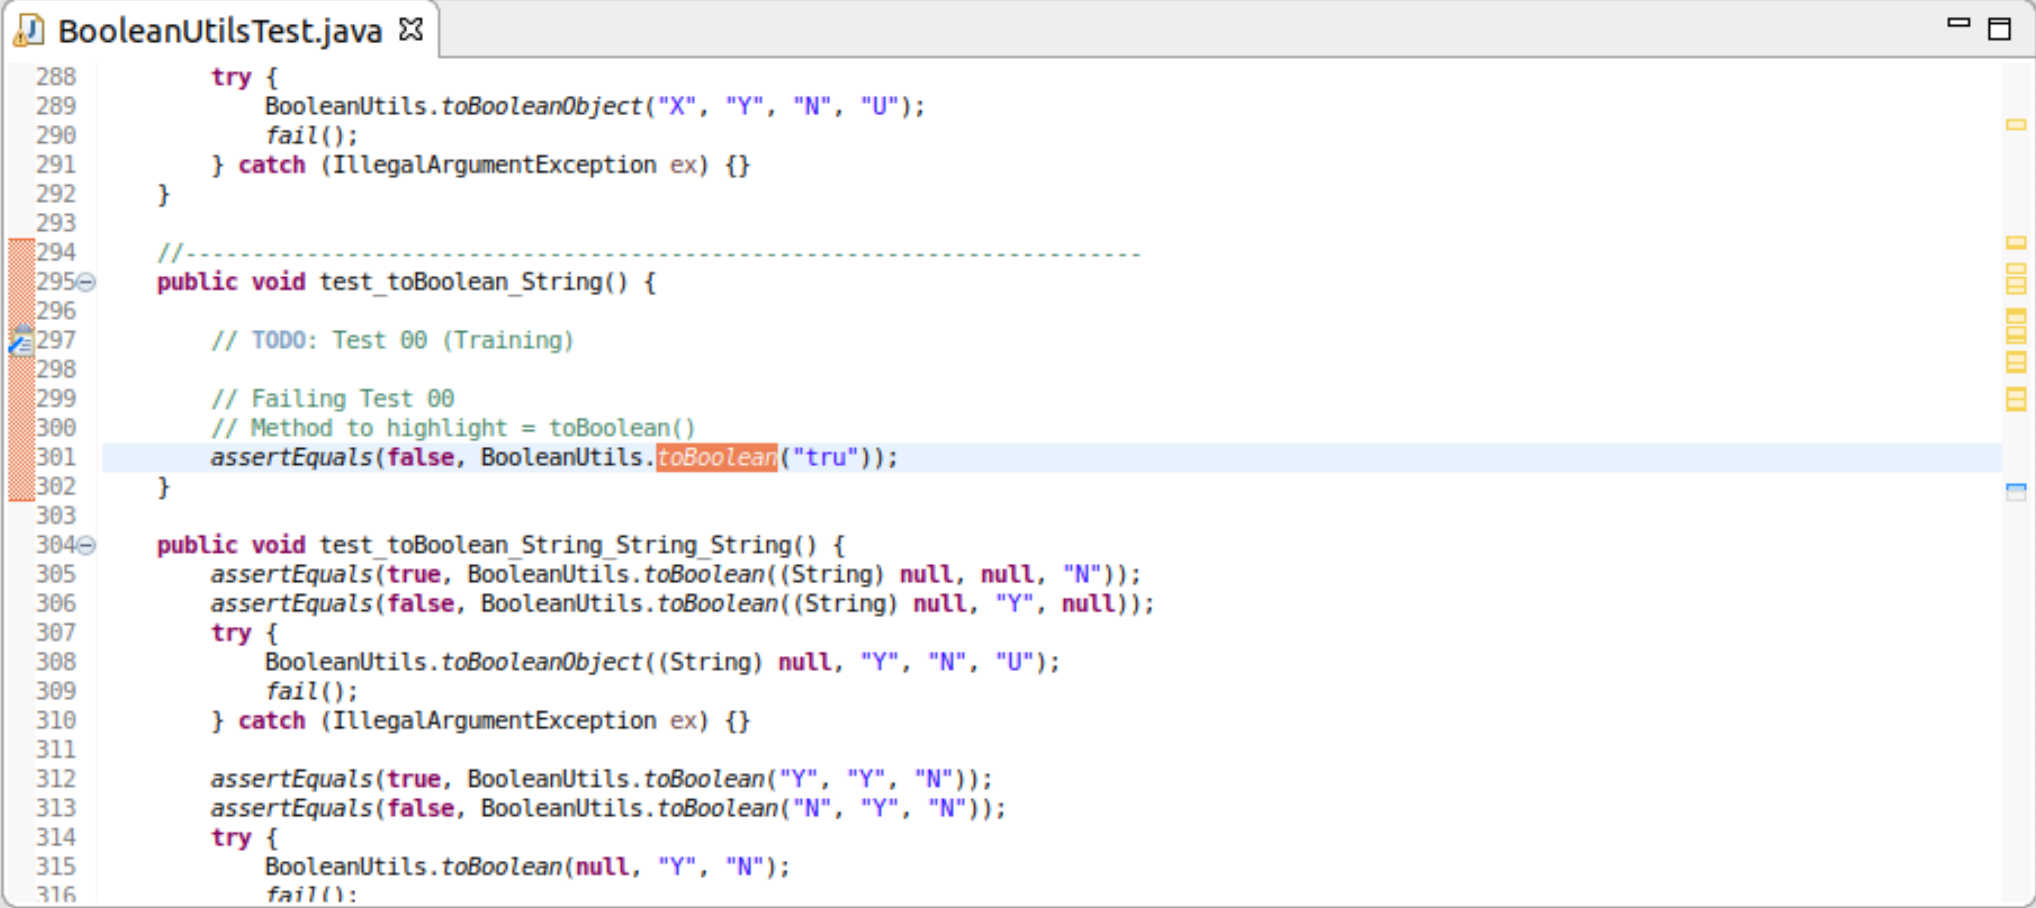 BooleanUtilsTest.java
288 try {
289 BooleanUtils.toBooleanObject("X", "Y", "N", "U");
290 fail();
291 } catch (IllegalArgumentException ex) {}
292 }
293
294 //-----------------------------------------------------------------------
295 public void test_toBoolean_String() {
296
297 // TODO: Test 00 (Training)
298
299 // Failing Test 00
300 // Method to highlight = toBoolean()
301 assertEquals(false, BooleanUtils.toBoolean("tru"));
302 }
303
304 public void test_toBoolean_String_String_String() {
305 assertEquals(true, BooleanUtils.toBoolean((String) null, null, "N"));
306 assertEquals(false, BooleanUtils.toBoolean((String) null, "Y", null));
307 try {
308 BooleanUtils.toBooleanObject((String) null, "Y", "N", "U");
309 fail();
310 } catch (IllegalArgumentException ex) {}
311
312 assertEquals(true, BooleanUtils.toBoolean("Y", "Y", "N"));
313 assertEquals(false, BooleanUtils.toBoolean("N", "Y", "N"));
314 try {
315 BooleanUtils.toBoolean(null, "Y", "N");
316 fail();